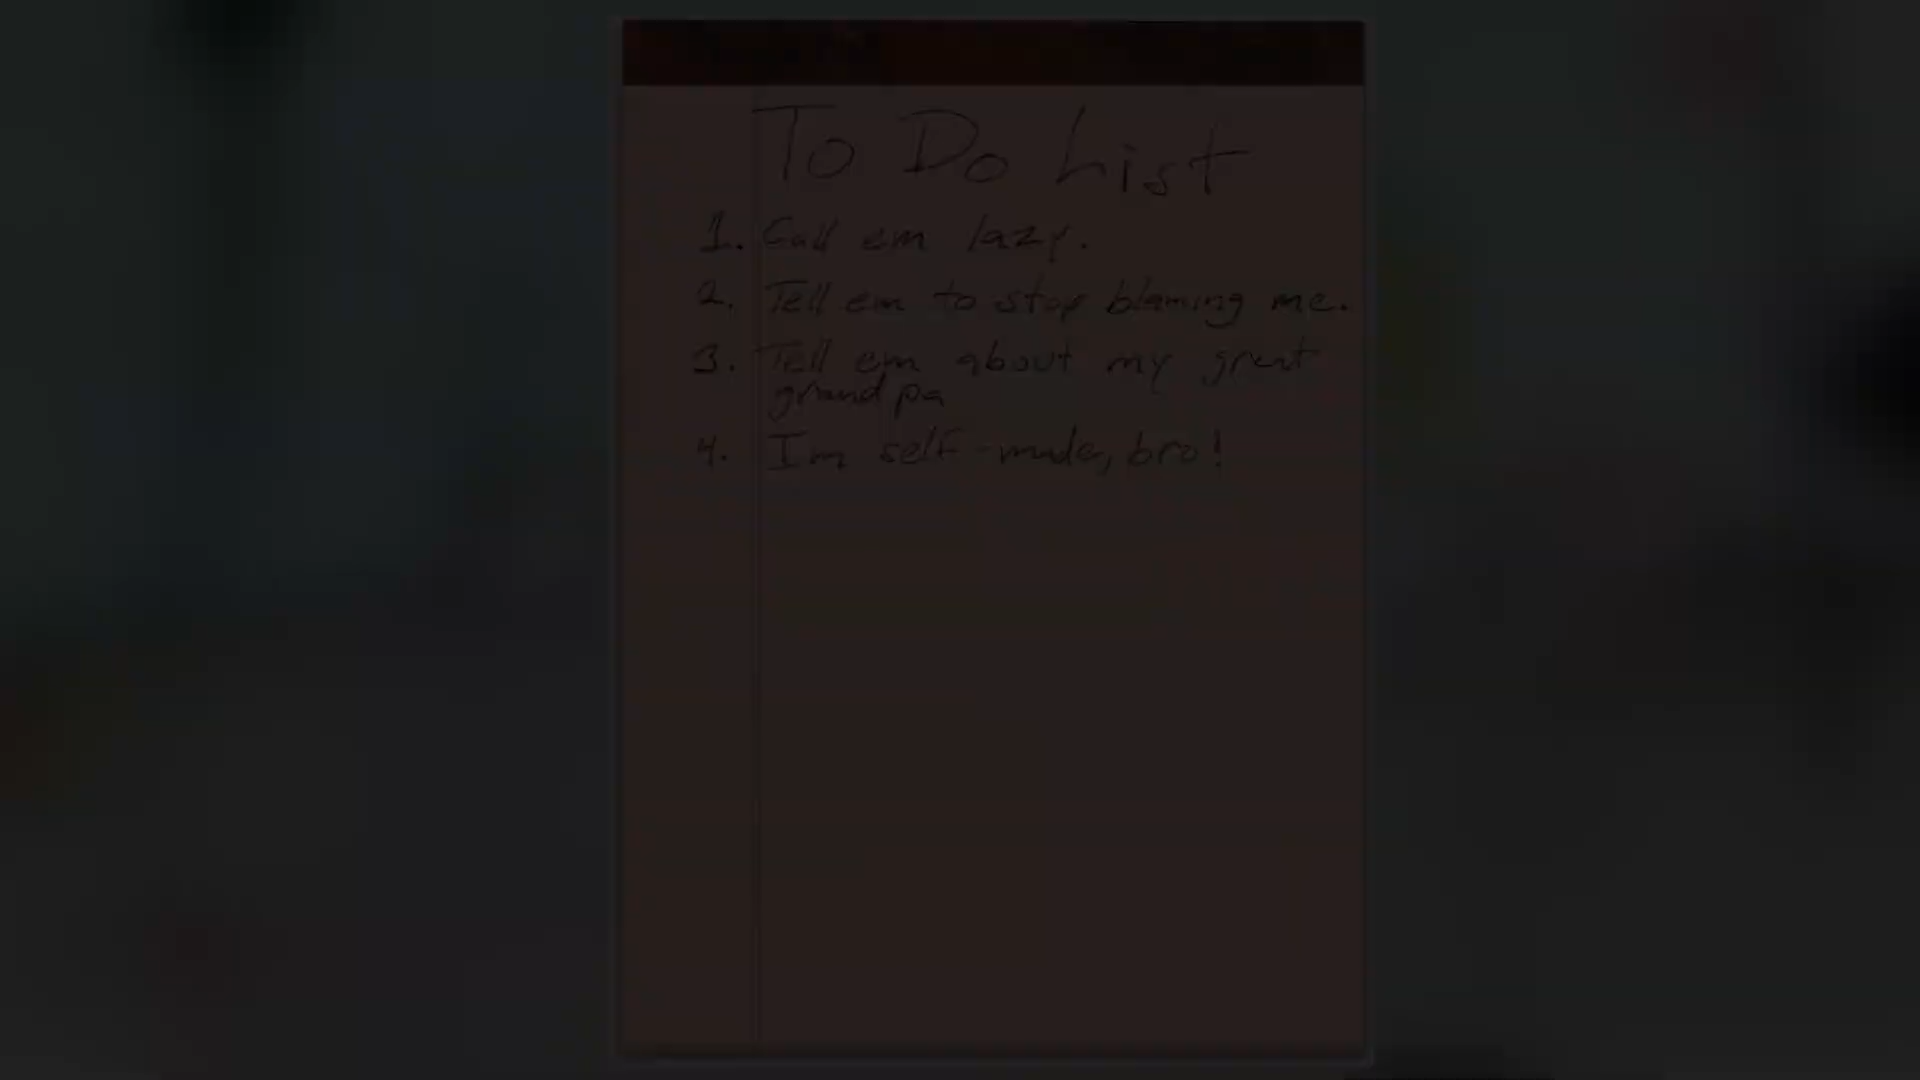 To Do List
1. Call em lazy.
2. Tell em to stop blaming me.
3. Tell em about my great
grandpa
4. Im self-made, bro!